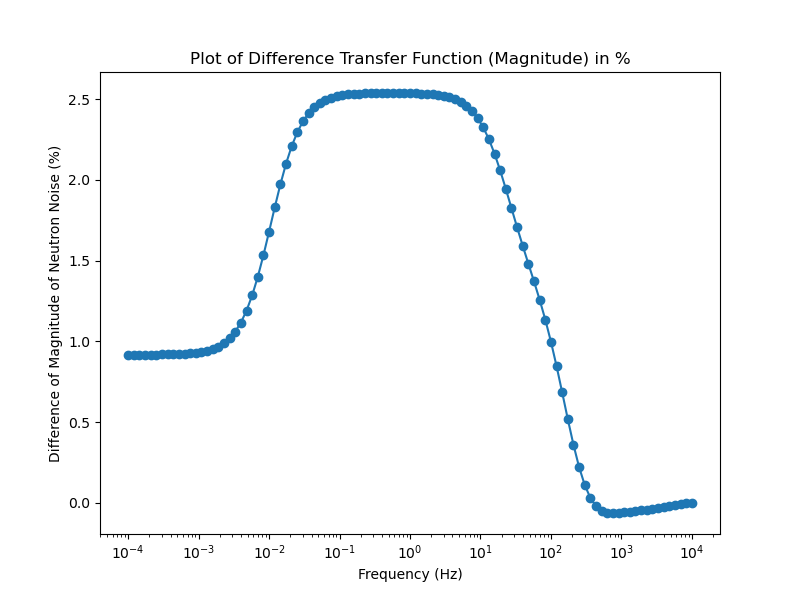 Plot of Difference Transfer Function (Magnitude) in %
Difference of Magnitude of Neutron Noise (%)
2.5
2.0
1.5
1.0
0.5
0.0
10⁻⁴ 10⁻³ 10⁻² 10⁻¹ 10⁰ 10¹ 10² 10³ 10⁴
Frequency (Hz)